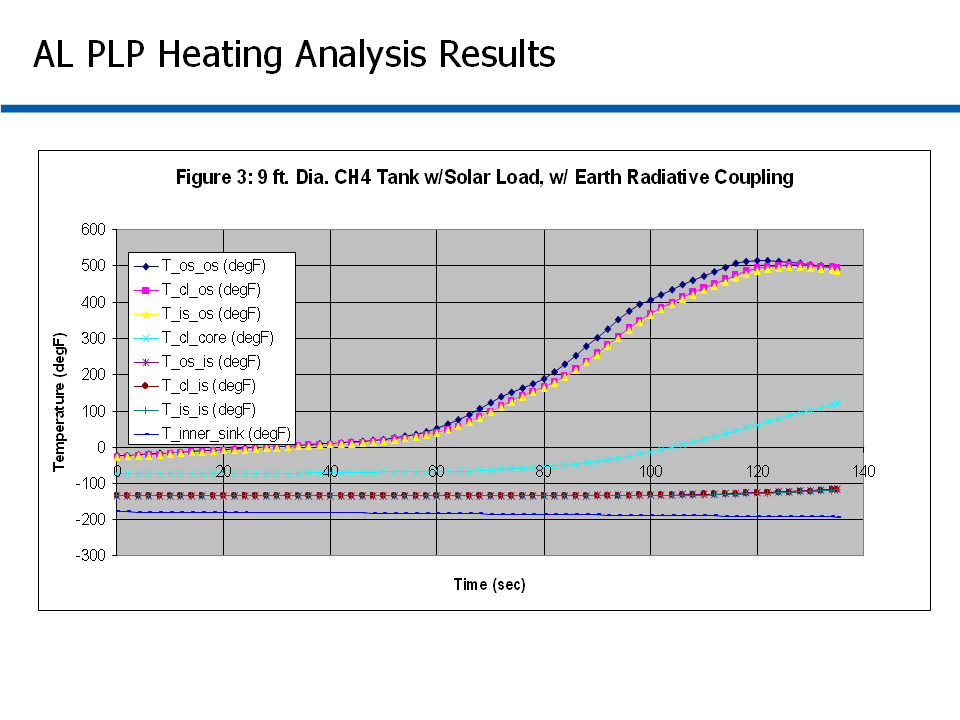 AL PLP Heating Analysis Results
Figure 3: 9 ft. Dia. CH4 Tank w/Solar Load, w/ Earth Radiative Coupling
600
500
400
300
200
100
0
-100
-200
-300
Temperature (degF)
T_os_os (degF)
T_cl_os (degF)
T_is_os (degF)
T_cl_core (degF)
T_os_is (degF)
T_cl_is (degF)
T_is_is (degF)
T_inner_sink (degF)
0 20 40 60 80 100 120 140
Time (sec)